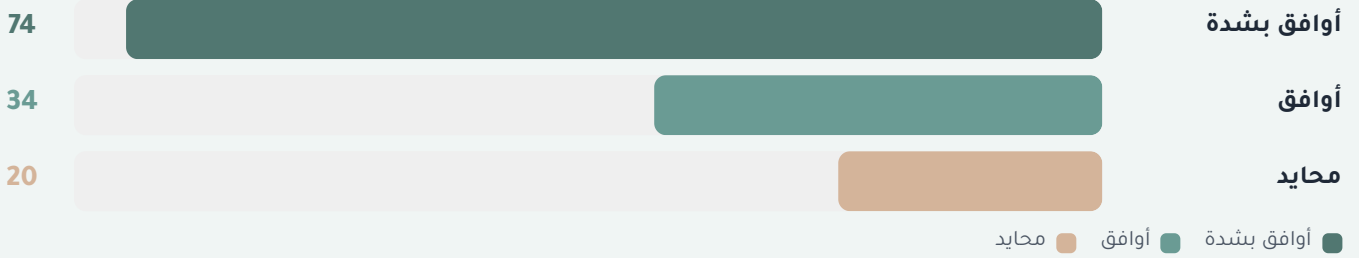 أوافق بشدة 74
أوافق 34
محايد 20
أوافق بشدة أوافق محايد